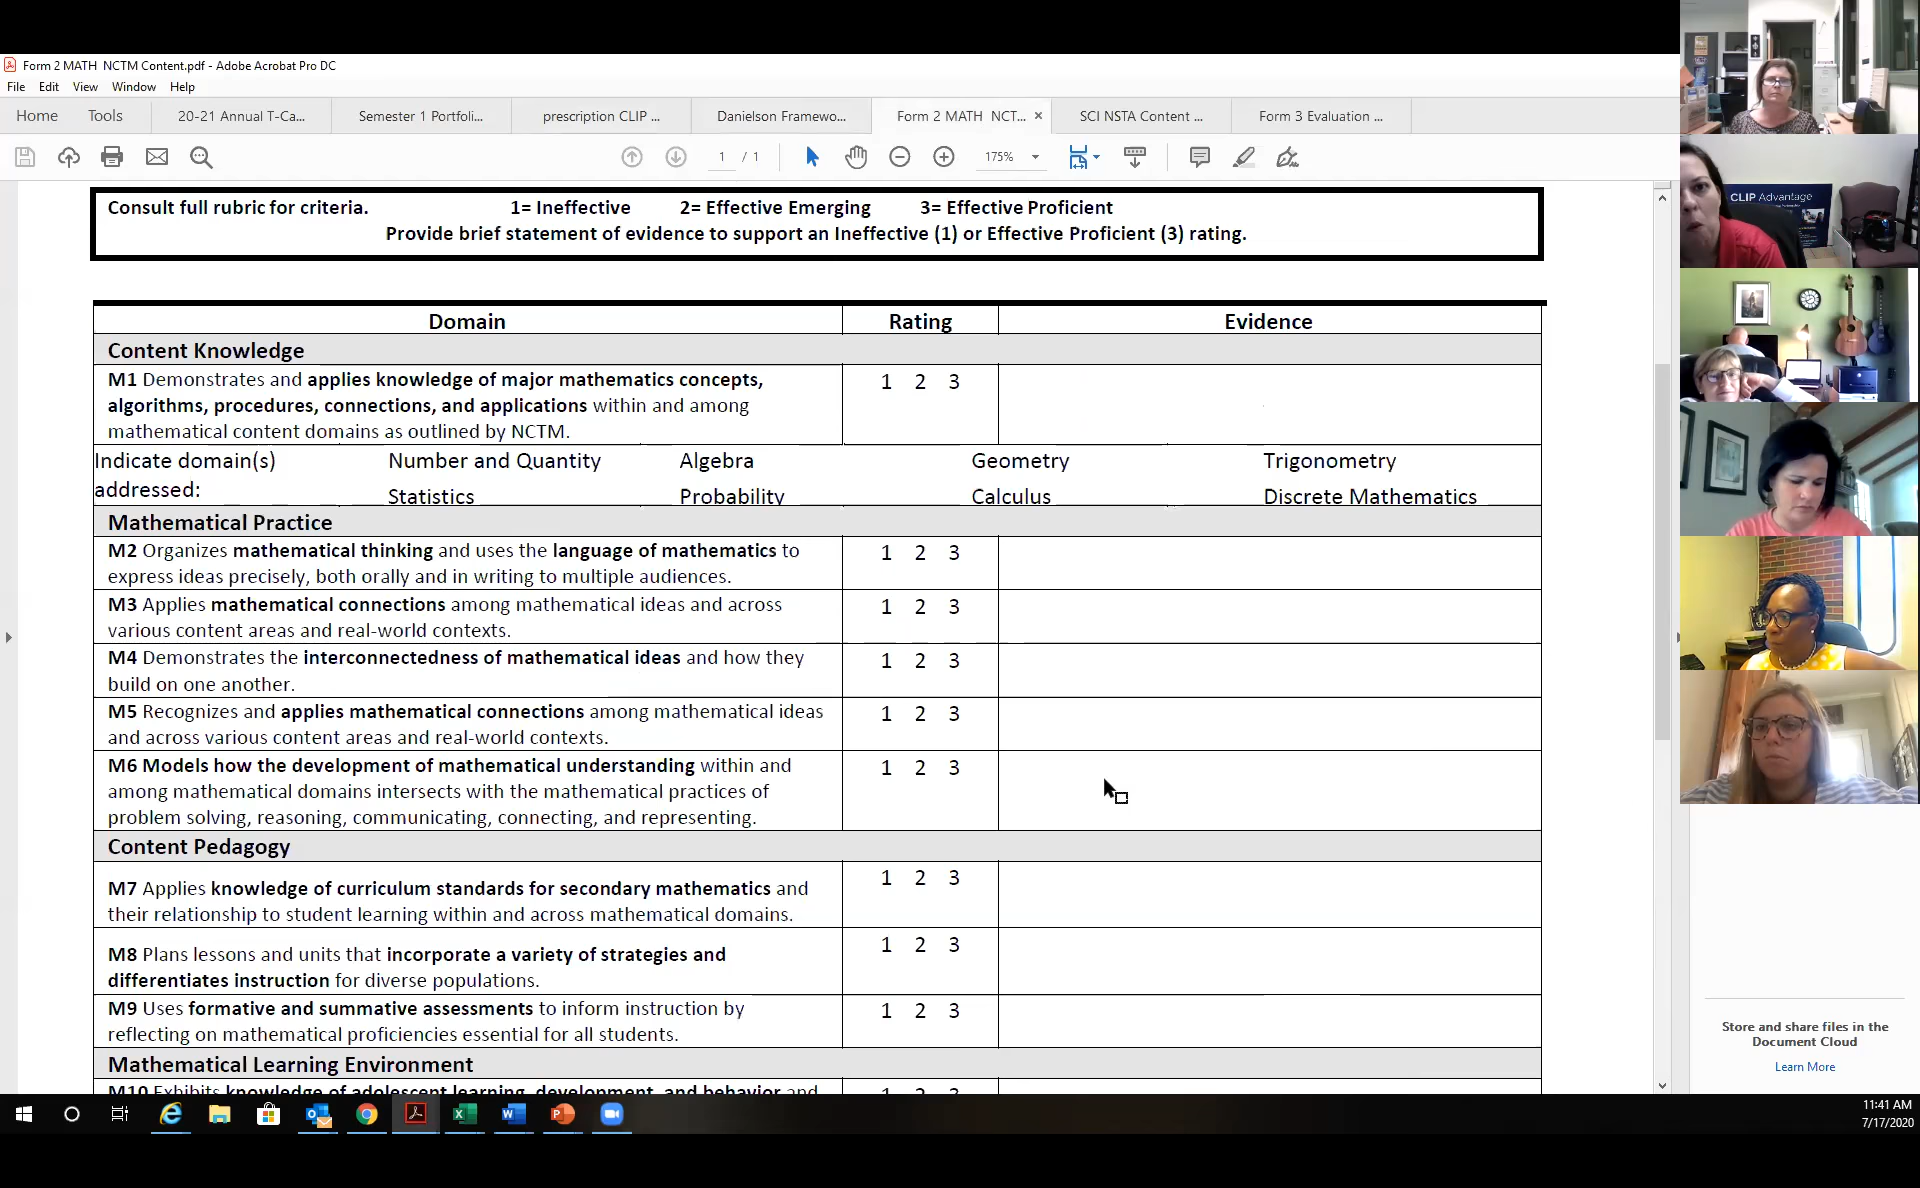 Form 2 MATH  NCTM Content.pdf - Adobe Acrobat Pro DC
File Edit View Window Help
Home Tools 20-21 Annual T-Ca... Semester 1 Portfoli... prescription CLIP ... Danielson Framewo... Form 2 MATH  NCT... × SCI NSTA Content ... Form 3 Evaluation ...
1 / 1 175%
Consult full rubric for criteria. 1= Ineffective 2= Effective Emerging 3= Effective Proficient
Provide brief statement of evidence to support an Ineffective (1) or Effective Proficient (3) rating.
Domain Rating Evidence
Content Knowledge
M1 Demonstrates and applies knowledge of major mathematics concepts, 1 2 3
algorithms, procedures, connections, and applications within and among
mathematical content domains as outlined by NCTM.
Indicate domain(s) Number and Quantity Algebra Geometry Trigonometry
addressed: Statistics Probability Calculus Discrete Mathematics
Mathematical Practice
M2 Organizes mathematical thinking and uses the language of mathematics to 1 2 3
express ideas precisely, both orally and in writing to multiple audiences.
M3 Applies mathematical connections among mathematical ideas and across 1 2 3
various content areas and real-world contexts.
M4 Demonstrates the interconnectedness of mathematical ideas and how they 1 2 3
build on one another.
M5 Recognizes and applies mathematical connections among mathematical ideas 1 2 3
and across various content areas and real-world contexts.
M6 Models how the development of mathematical understanding within and 1 2 3
among mathematical domains intersects with the mathematical practices of
problem solving, reasoning, communicating, connecting, and representing.
Content Pedagogy
M7 Applies knowledge of curriculum standards for secondary mathematics and 1 2 3
their relationship to student learning within and across mathematical domains.
M8 Plans lessons and units that incorporate a variety of strategies and 1 2 3
differentiates instruction for diverse populations.
M9 Uses formative and summative assessments to inform instruction by 1 2 3
reflecting on mathematical proficiencies essential for all students.
Mathematical Learning Environment
M10 Exhibits knowledge of adolescent learning, development, and behavior and 1 2 3
CLIP Advantage
Store and share files in the
Document Cloud
Learn More
11:41 AM
7/17/2020